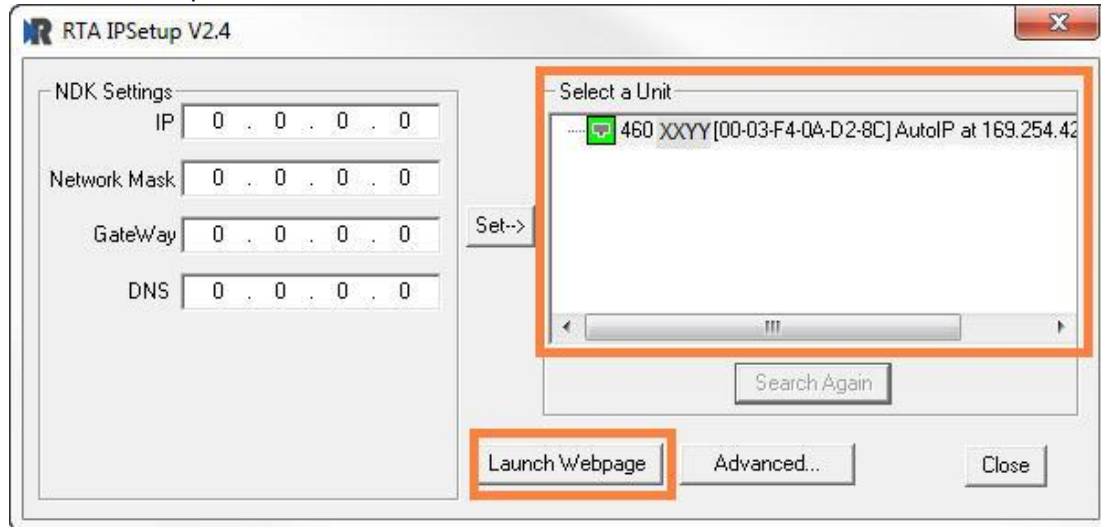 RTA IPSetup V2.4
NDK Settings
IP 0 . 0 . 0 . 0
Network Mask 0 . 0 . 0 . 0
GateWay 0 . 0 . 0 . 0
DNS 0 . 0 . 0 . 0
Set-->
Select a Unit
460 XXYY [00-03-F4-0A-D2-8C] AutoIP at 169.254.42
Search Again
Launch Webpage
Advanced...
Close